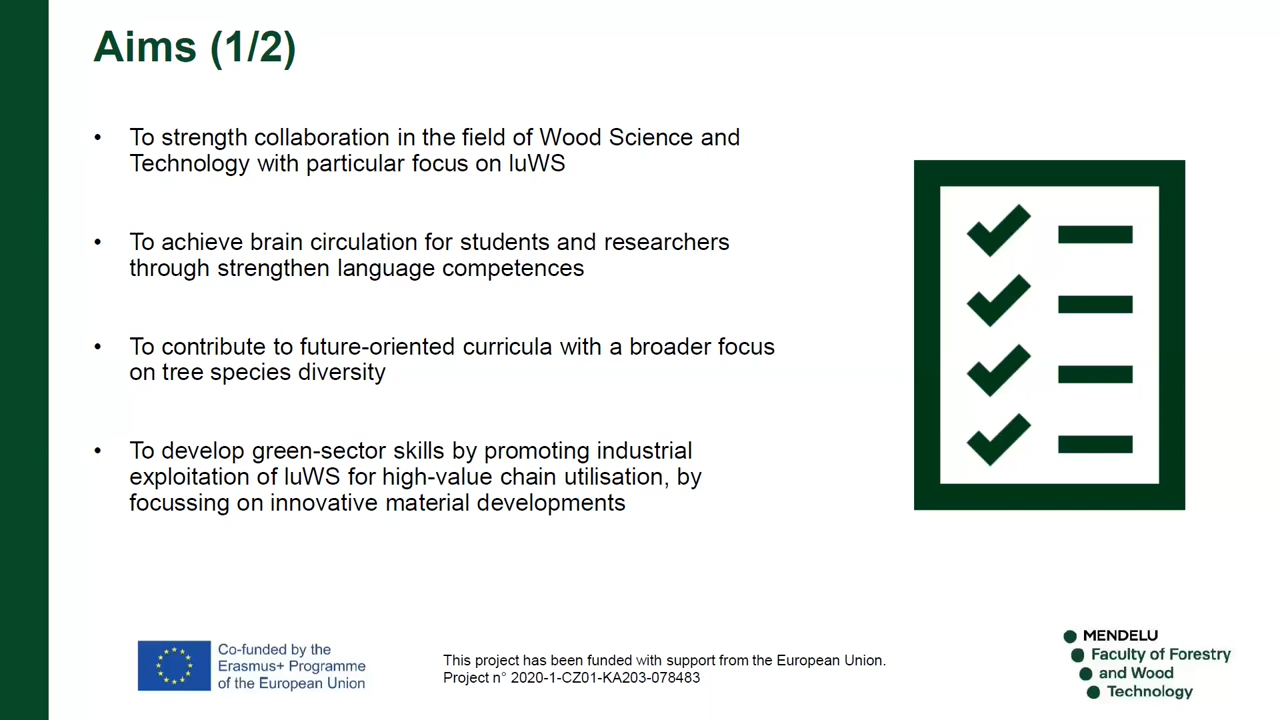 Aims (1/2)
• To strength collaboration in the field of Wood Science and
Technology with particular focus on luWS
• To achieve brain circulation for students and researchers
through strengthen language competences
• To contribute to future-oriented curricula with a broader focus
on tree species diversity
• To develop green-sector skills by promoting industrial
exploitation of luWS for high-value chain utilisation, by
focussing on innovative material developments
Co-funded by the
Erasmus+ Programme
of the European Union
This project has been funded with support from the European Union.
Project n° 2020-1-CZ01-KA203-078483
MENDELU
Faculty of Forestry
and Wood
Technology